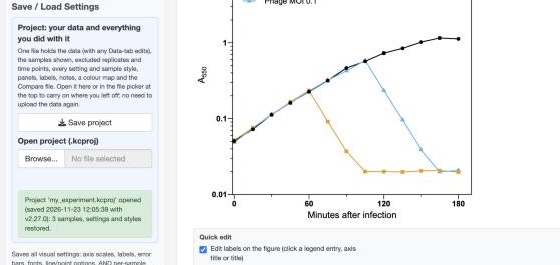 Save / Load Settings
Project: your data and everything
you did with it
One file holds the data (with any Data-tab edits),
the samples shown, excluded replicates and
time points, every setting and sample style,
panels, labels, notes, a colour map and the
Compare file. Open it here or in the file picker at
the top to carry on where you left off: no need to
upload the data again.
Save project
Open project (.kcproj)
Browse...
No file selected
Project 'my_experiment.kcproj' opened
(saved 2026-11-23 12:05:39 with
v2.27.0): 3 samples, settings and styles
restored.
Saves all visual settings: axis scales, labels, error
bars, fonts, line/point options, AND per-sample
Phage MOI 0.1
A550
1
0.1
0.01
0
60
120
180
Minutes after infection
Quick edit
Edit labels on the figure (click a legend entry, axis
title or title)